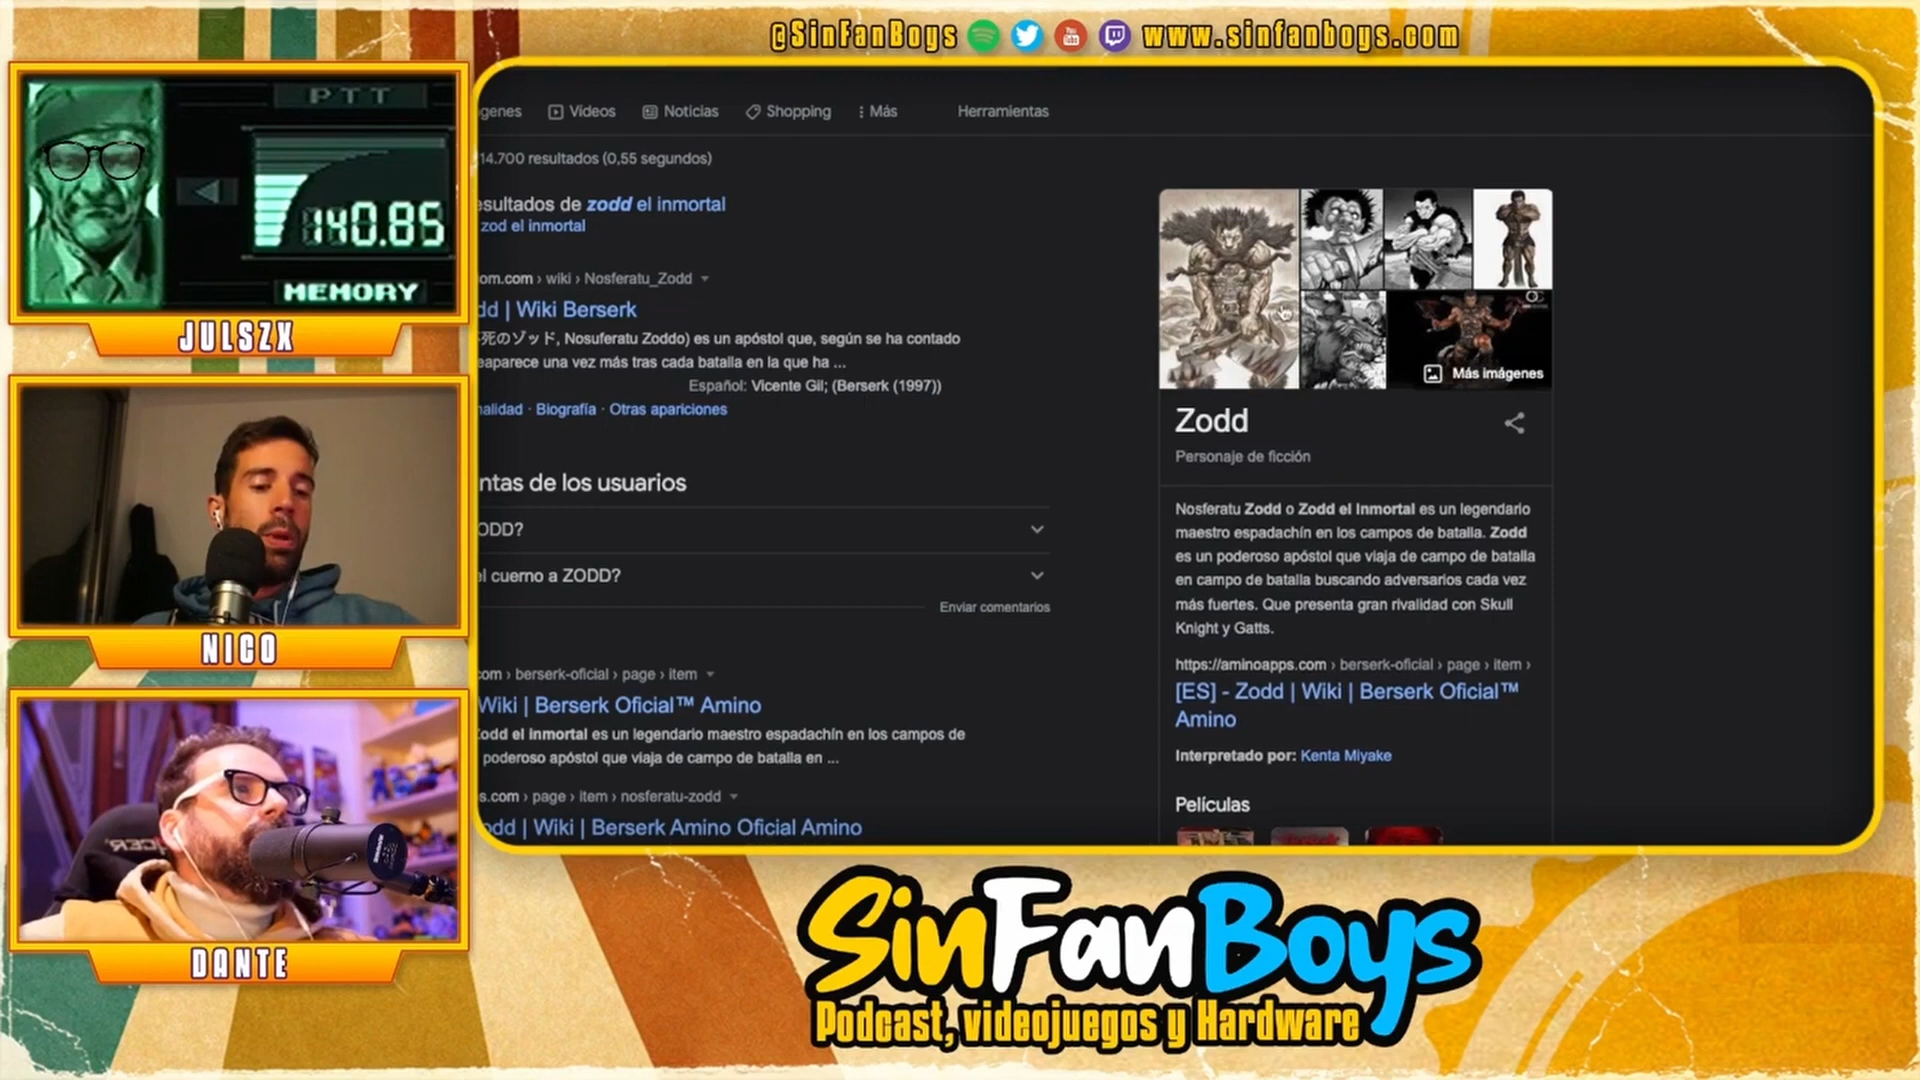 @SinFanBoys
www.sinfanboys.com
PTT
140.85
MEMORY
JULSZX
NICO
DANTE
genes
Vídeos
Noticias
Shopping
Más
Herramientas
14.700 resultados (0,55 segundos)
esultados de zodd el inmortal
zod el inmortal
om.com › wiki › Nosferatu_Zodd
dd | Wiki Berserk
死のゾッド, Nosuferatu Zoddo) es un apóstol que, según se ha contado
eaparece una vez más tras cada batalla en la que ha ...
Español: Vicente Gil; (Berserk (1997))
nalidad · Biografía · Otras apariciones
ntas de los usuarios
ODD?
el cuerno a ZODD?
Enviar comentarios
com › berserk-oficial › page › item
Wiki | Berserk Oficial™ Amino
Zodd el inmortal es un legendario maestro espadachín en los campos de
poderoso apóstol que viaja de campo de batalla en ...
s.com › page › item › nosferatu-zodd
odd | Wiki | Berserk Amino Oficial Amino
Más imágenes
Zodd
Personaje de ficción
Nosferatu Zodd o Zodd el Inmortal es un legendario
maestro espadachín en los campos de batalla. Zodd
es un poderoso apóstol que viaja de campo de batalla
en campo de batalla buscando adversarios cada vez
más fuertes. Que presenta gran rivalidad con Skull
Knight y Gatts.
https://aminoapps.com › berserk-oficial › page › item ›
[ES] - Zodd | Wiki | Berserk Oficial™
Amino
Interpretado por: Kenta Miyake
Películas
SinFanBoys
Podcast, videojuegos y Hardware